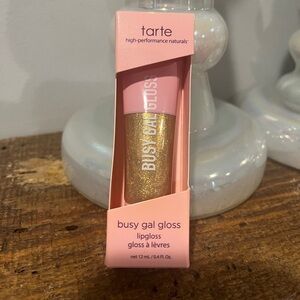 tarte
high-performance naturals™
BUSY GAL GLOSS
busy gal gloss
lipgloss
gloss à lèvres
net 12 mL / 0.4 fl. Oz.